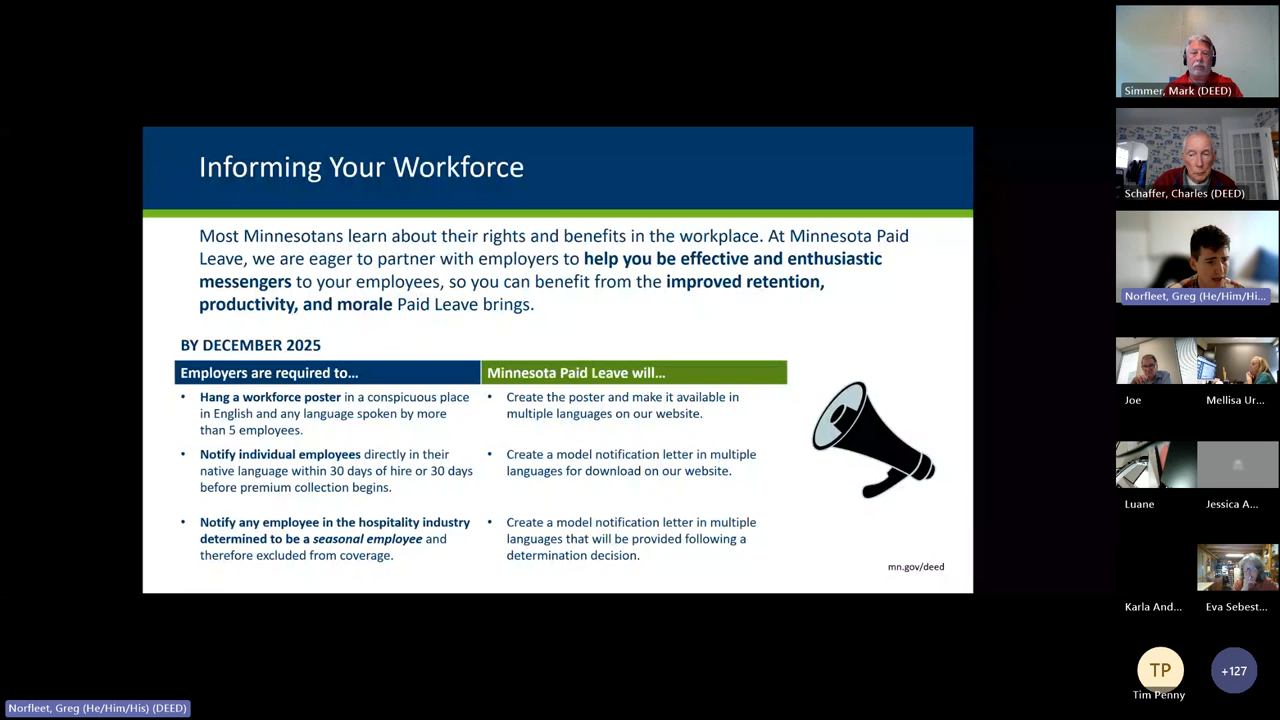 Informing Your Workforce
Most Minnesotans learn about their rights and benefits in the workplace. At Minnesota Paid
Leave, we are eager to partner with employers to help you be effective and enthusiastic
messengers to your employees, so you can benefit from the improved retention,
productivity, and morale Paid Leave brings.
BY DECEMBER 2025
Employers are required to…
• Hang a workforce poster in a conspicuous place
in English and any language spoken by more
than 5 employees.
• Notify individual employees directly in their
native language within 30 days of hire or 30 days
before premium collection begins.
• Notify any employee in the hospitality industry
determined to be a seasonal employee and
therefore excluded from coverage.
Minnesota Paid Leave will…
• Create the poster and make it available in
multiple languages on our website.
• Create a model notification letter in multiple
languages for download on our website.
• Create a model notification letter in multiple
languages that will be provided following a
determination decision.
mn.gov/deed
Simmer, Mark (DEED)
Schaffer, Charles (DEED)
Norfleet, Greg (He/Him/Hi...
Joe
Mellisa Ur...
Luane
Jessica A...
Karla And...
Eva Sebest...
TP
Tim Penny
+127
Norfleet, Greg (He/Him/His) (DEED)